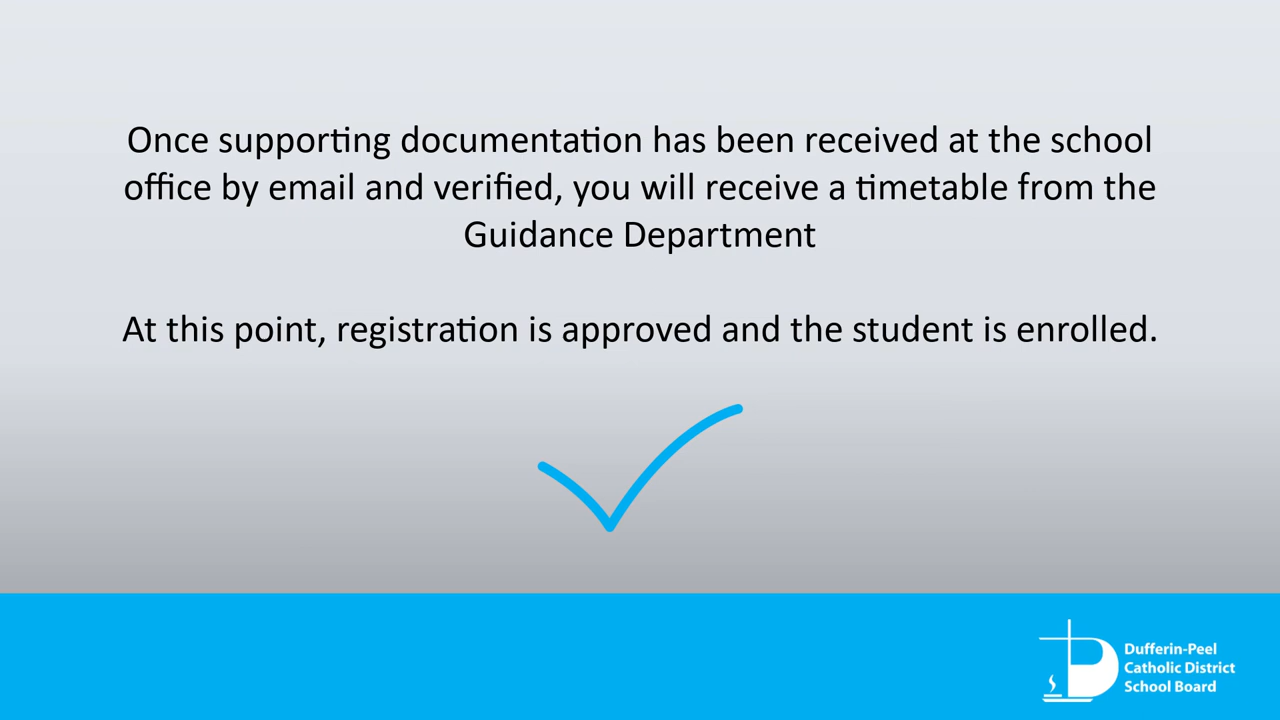 Once supporting documentation has been received at the school
office by email and verified, you will receive a timetable from the
Guidance Department
At this point, registration is approved and the student is enrolled.
Dufferin-Peel
Catholic District
School Board